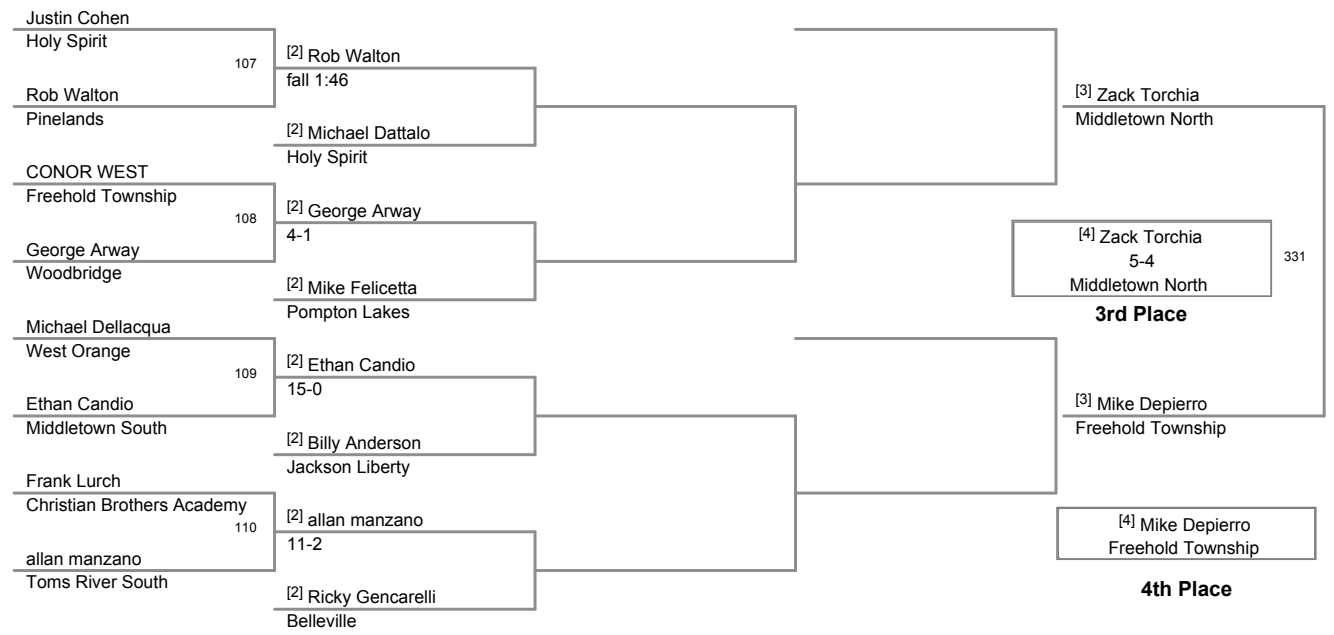 Justin Cohen
Holy Spirit
107
Rob Walton
Pinelands
[2] Rob Walton
fall 1:46
[2] Michael Dattalo
Holy Spirit
CONOR WEST
Freehold Township
108
George Arway
Woodbridge
[2] George Arway
4-1
[2] Mike Felicetta
Pompton Lakes
Michael Dellacqua
West Orange
109
Ethan Candio
Middletown South
[2] Ethan Candio
15-0
[2] Billy Anderson
Jackson Liberty
Frank Lurch
Christian Brothers Academy
110
allan manzano
Toms River South
[2] allan manzano
11-2
[2] Ricky Gencarelli
Belleville
[3] Zack Torchia
Middletown North
[4] Zack Torchia
5-4
Middletown North
331
3rd Place
[3] Mike Depierro
Freehold Township
[4] Mike Depierro
Freehold Township
4th Place